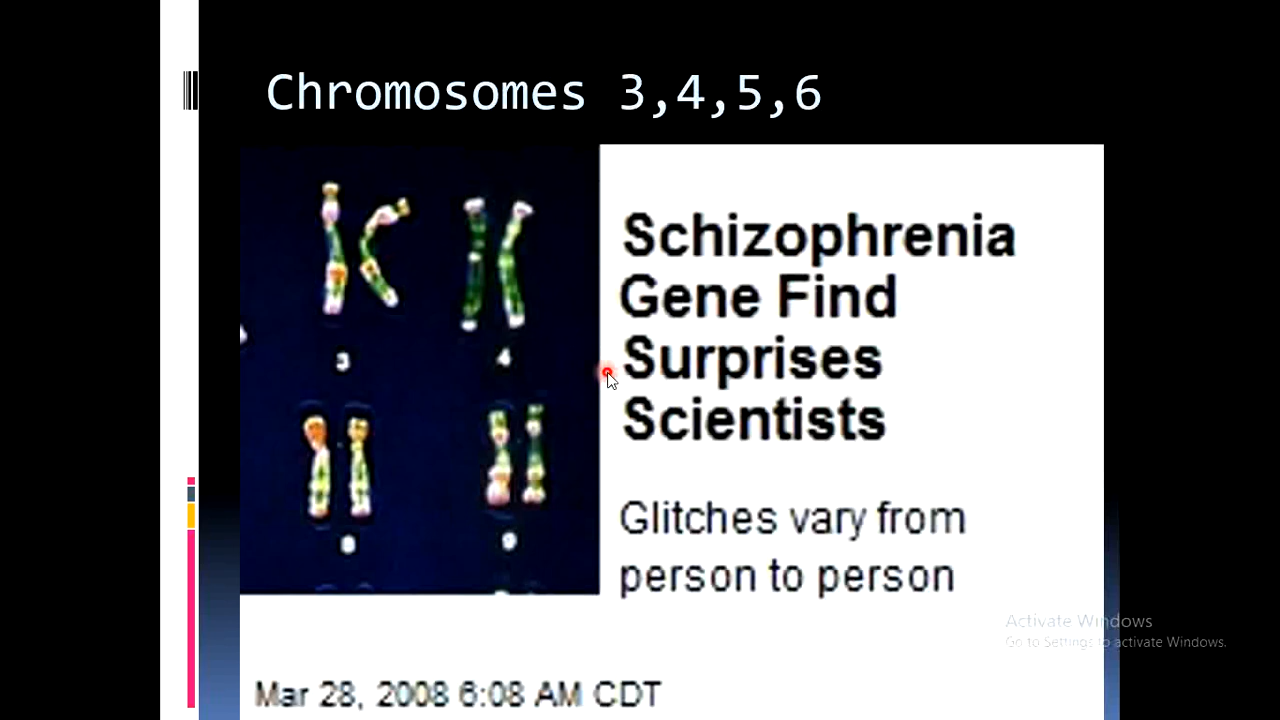 Chromosomes 3,4,5,6
3
4
Schizophrenia
Gene Find
Surprises
Scientists
Glitches vary from
person to person
Activate Windows
Go to Settings to activate Windows.
Mar 28, 2008 6:08 AM CDT